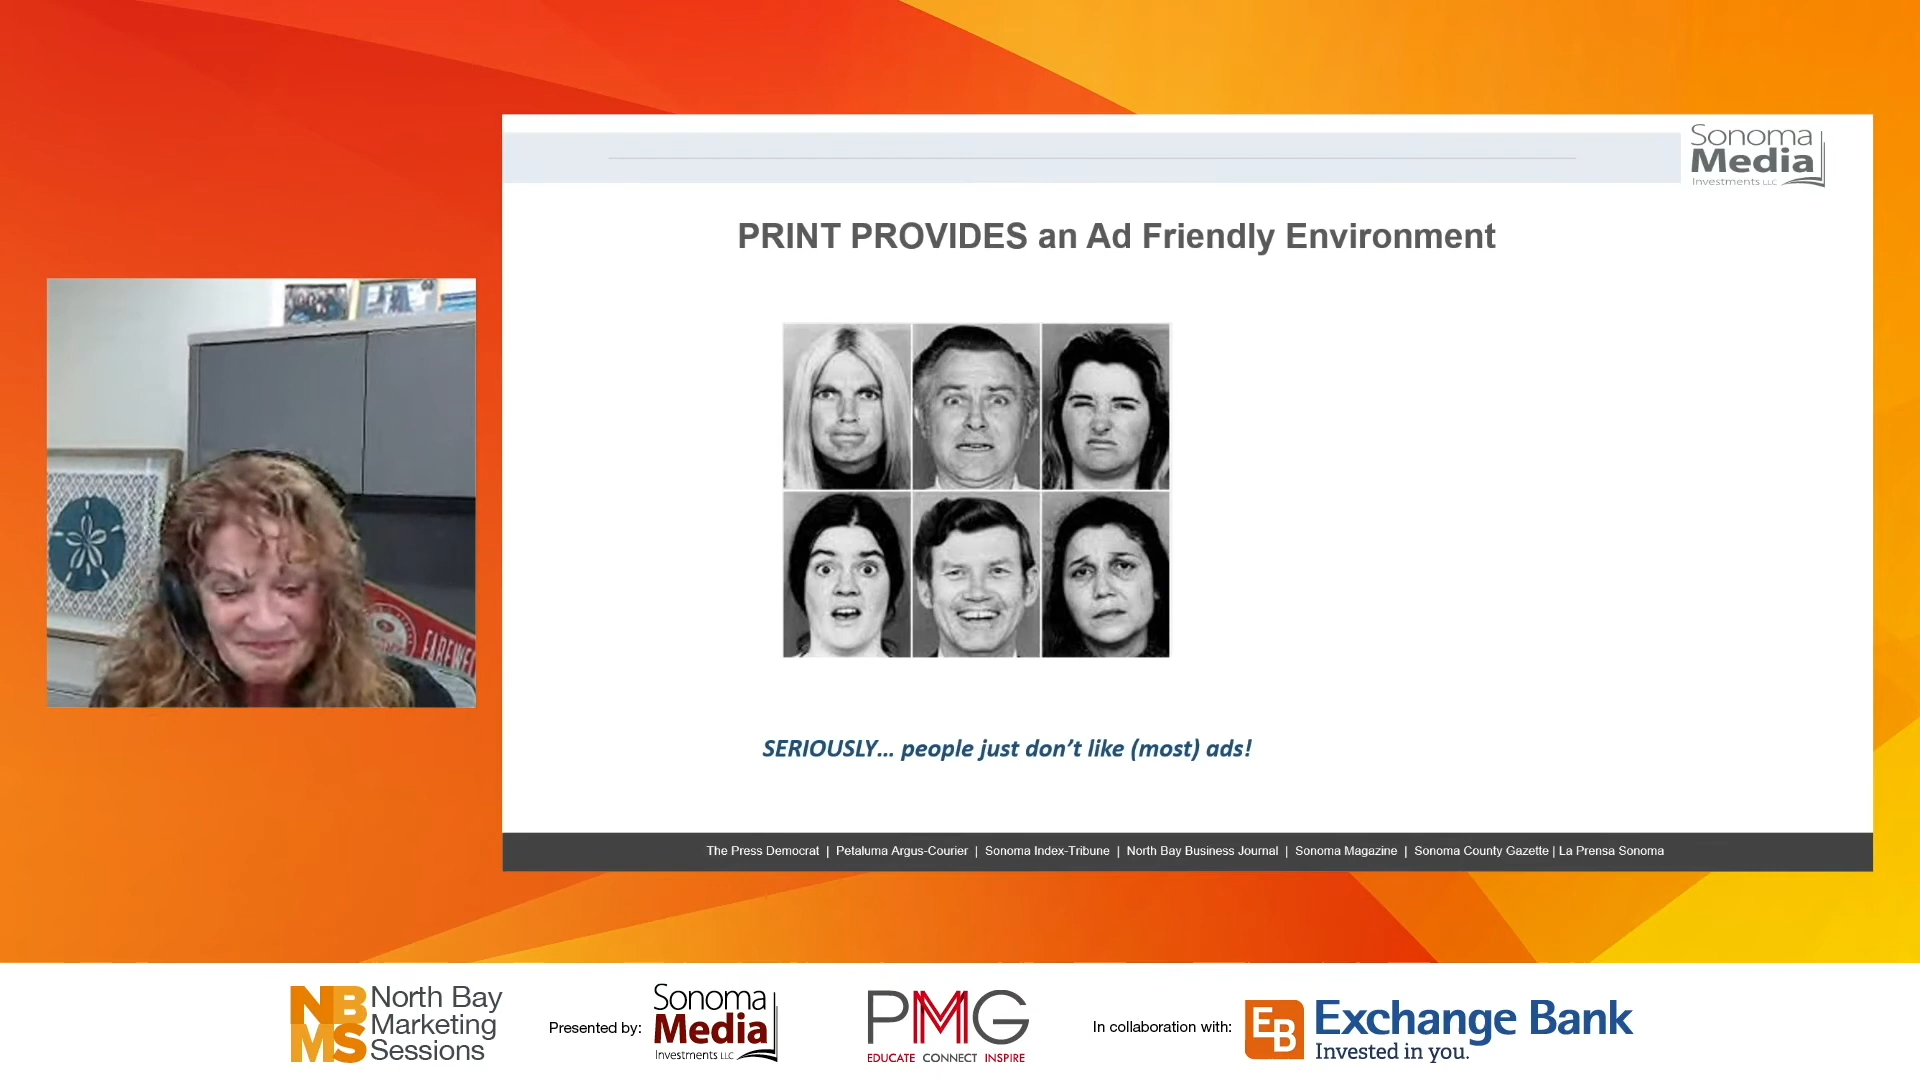 Sonoma
Media
Investments LLC
PRINT PROVIDES an Ad Friendly Environment
SERIOUSLY... people just don't like (most) ads!
The Press Democrat | Petaluma Argus-Courier | Sonoma Index-Tribune | North Bay Business Journal | Sonoma Magazine | Sonoma County Gazette | La Prensa Sonoma
NB
MS
North Bay
Marketing
Sessions
Presented by:
Sonoma
Media
Investments LLC
PMG
EDUCATE CONNECT INSPIRE
In collaboration with:
EB
Exchange Bank
Invested in you.